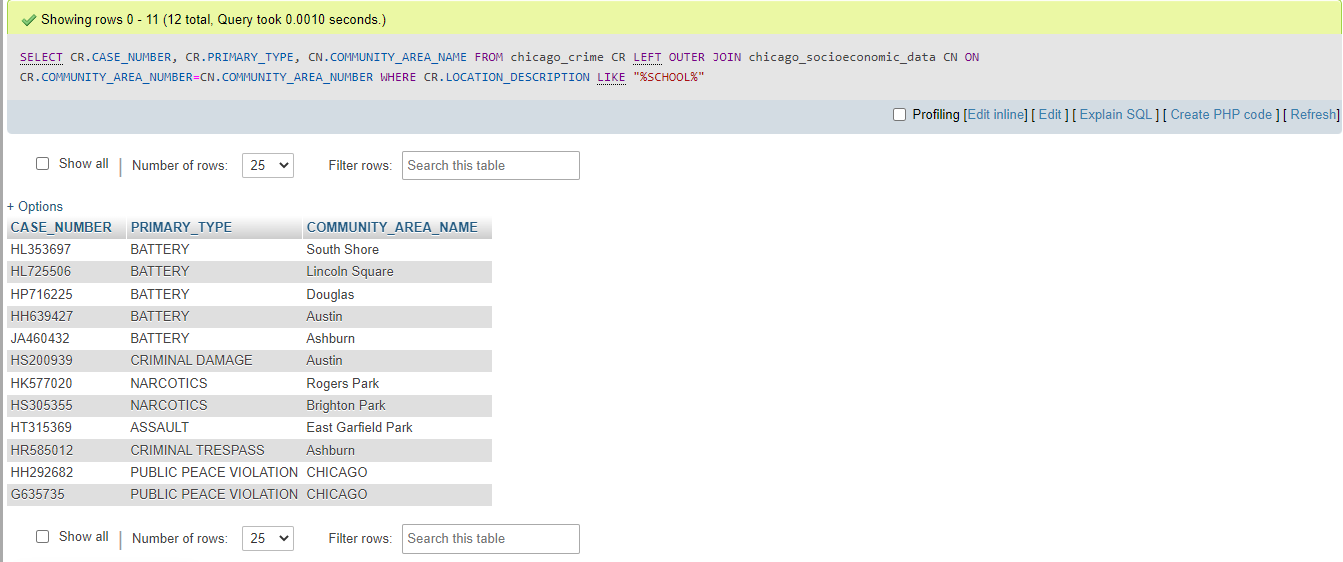 Showing rows 0 - 11 (12 total, Query took 0.0010 seconds.)
SELECT CR.CASE_NUMBER, CR.PRIMARY_TYPE, CN.COMMUNITY_AREA_NAME FROM chicago_crime CR LEFT OUTER JOIN chicago_socioeconomic_data CN ON
CR.COMMUNITY_AREA_NUMBER=CN.COMMUNITY_AREA_NUMBER WHERE CR.LOCATION_DESCRIPTION LIKE "%SCHOOL%"
Profiling [Edit inline] [ Edit ] [ Explain SQL ] [ Create PHP code ] [ Refresh]
Show all | Number of rows: 25 Filter rows: Search this table
+ Options
CASE_NUMBER PRIMARY_TYPE COMMUNITY_AREA_NAME
HL353697 BATTERY South Shore
HL725506 BATTERY Lincoln Square
HP716225 BATTERY Douglas
HH639427 BATTERY Austin
JA460432 BATTERY Ashburn
HS200939 CRIMINAL DAMAGE Austin
HK577020 NARCOTICS Rogers Park
HS305355 NARCOTICS Brighton Park
HT315369 ASSAULT East Garfield Park
HR585012 CRIMINAL TRESPASS Ashburn
HH292682 PUBLIC PEACE VIOLATION CHICAGO
G635735 PUBLIC PEACE VIOLATION CHICAGO
Show all | Number of rows: 25 Filter rows: Search this table